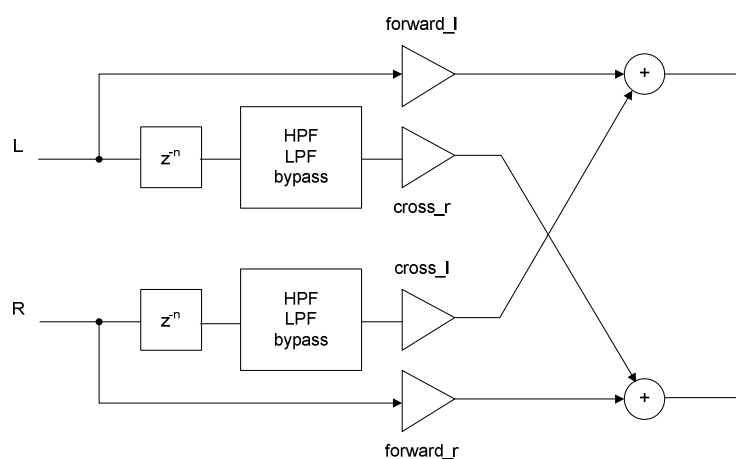 forward_l
+
L
z⁻ⁿ
HPF
LPF
bypass
cross_r
cross_l
R
z⁻ⁿ
HPF
LPF
bypass
+
forward_r